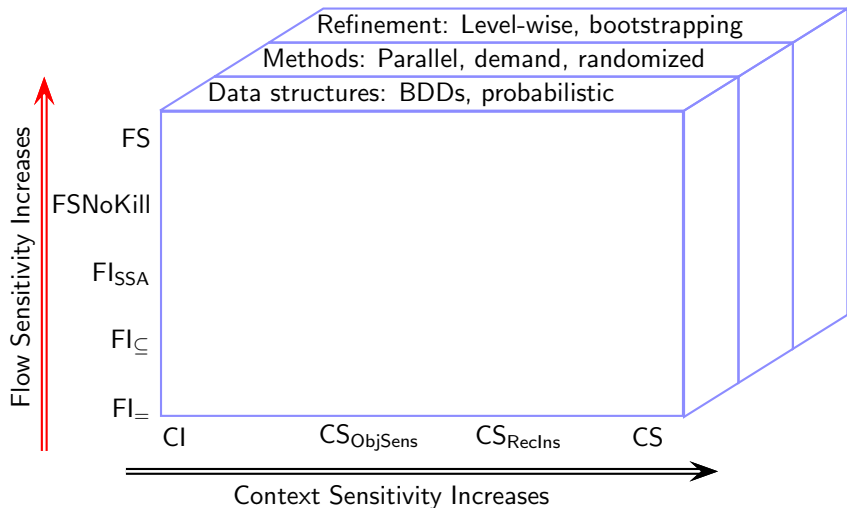 Refinement: Level-wise, bootstrapping
Methods: Parallel, demand, randomized
Data structures: BDDs, probabilistic
Flow Sensitivity Increases
FS
FSNoKill
FI_SSA
FI_⊆
FI_=
CI
CS_ObjSens
CS_RecIns
CS
Context Sensitivity Increases